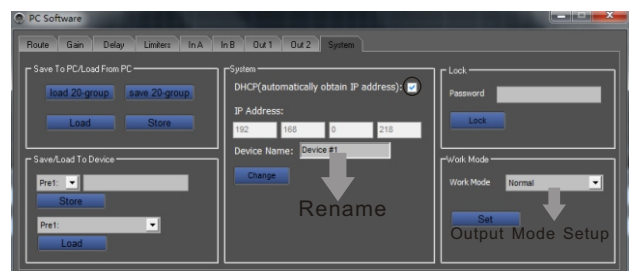 PC Software
Route Gain Delay Limiters In A In B Out 1 Out 2 System
Save To PC/Load From PC
load 20-group save 20-group
Load Store
Save/Load To Device
Pre1:
Store
Pre1:
Load
System
DHCP(automatically obtain IP address):
IP Address:
192 168 0 218
Device Name: Device #1
Change
Rename
Lock
Password
Lock
Work Mode
Work Mode Normal
Set
Output Mode Setup